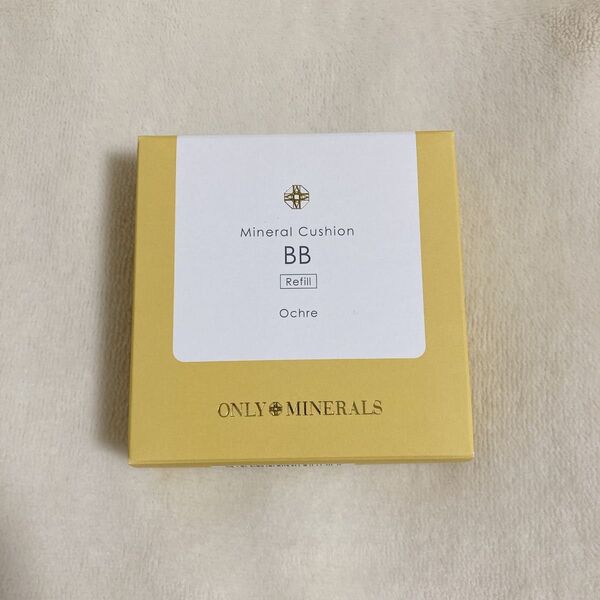 Mineral Cushion
BB
Refill
Ochre
ONLY MINERALS